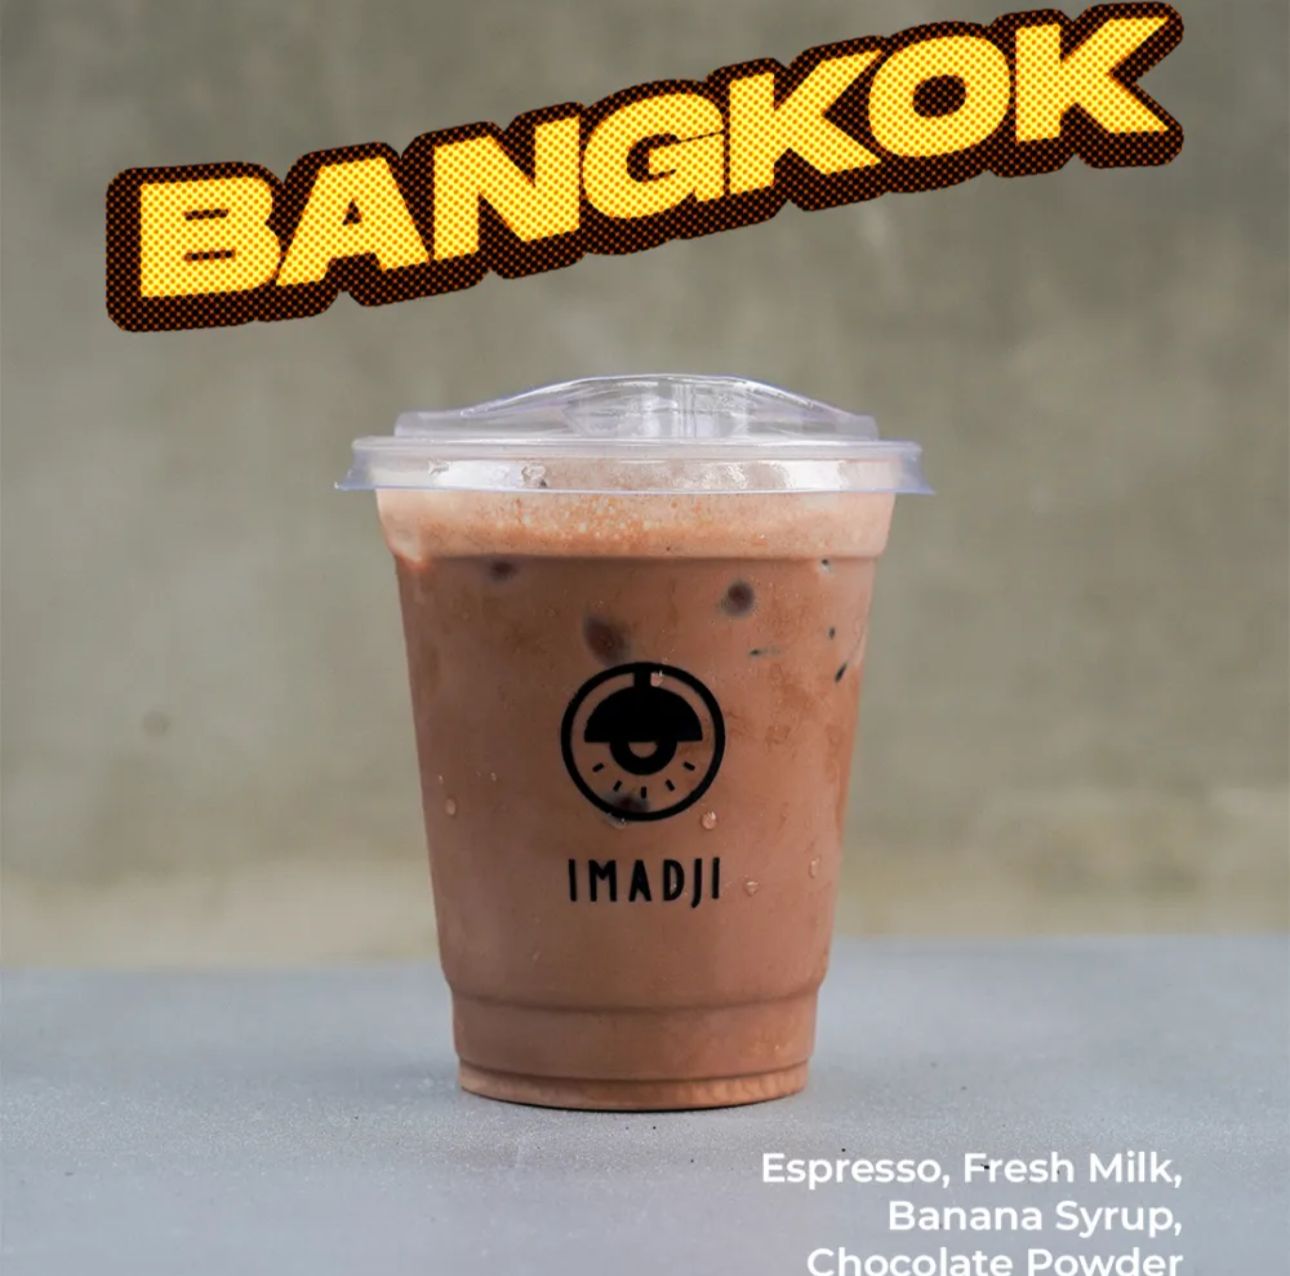 BANGKOK
IMADJI
Espresso, Fresh Milk,
Banana Syrup,
Chocolate Powder